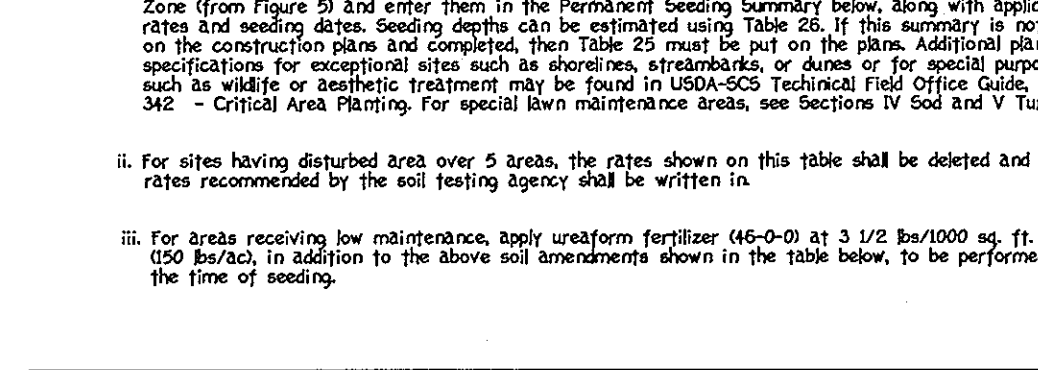 Zone (from Figure 5) and enter them in the Permanent Seeding Summary below, along with applic
rates and seeding dates. Seeding depths can be estimated using Table 26. If this summary is no
on the construction plans and completed, then Table 25 must be put on the plans. Additional plan
specifications for exceptional sites such as shorelines, streambarks, or dunes or for special purpo
such as wildlife or aesthetic treatment may be found in USDA-SCS Techinical Field Office Guide,
342 - Critical Area Planting. For special lawn maintenance areas, see Sections IV Sod and V Tu
ii. For sites having disturbed area over 5 areas, the rates shown on this table shall be deleted and
rates recommended by the soil testing agency shall be written in.
iii. For areas receiving low maintenance, apply ureaform fertilizer (46-0-0) at 3 1/2 lbs/1000 sq. ft.
(150 lbs/ac), in addition to the above soil amendments shown in the table below, to be performe
the time of seeding.